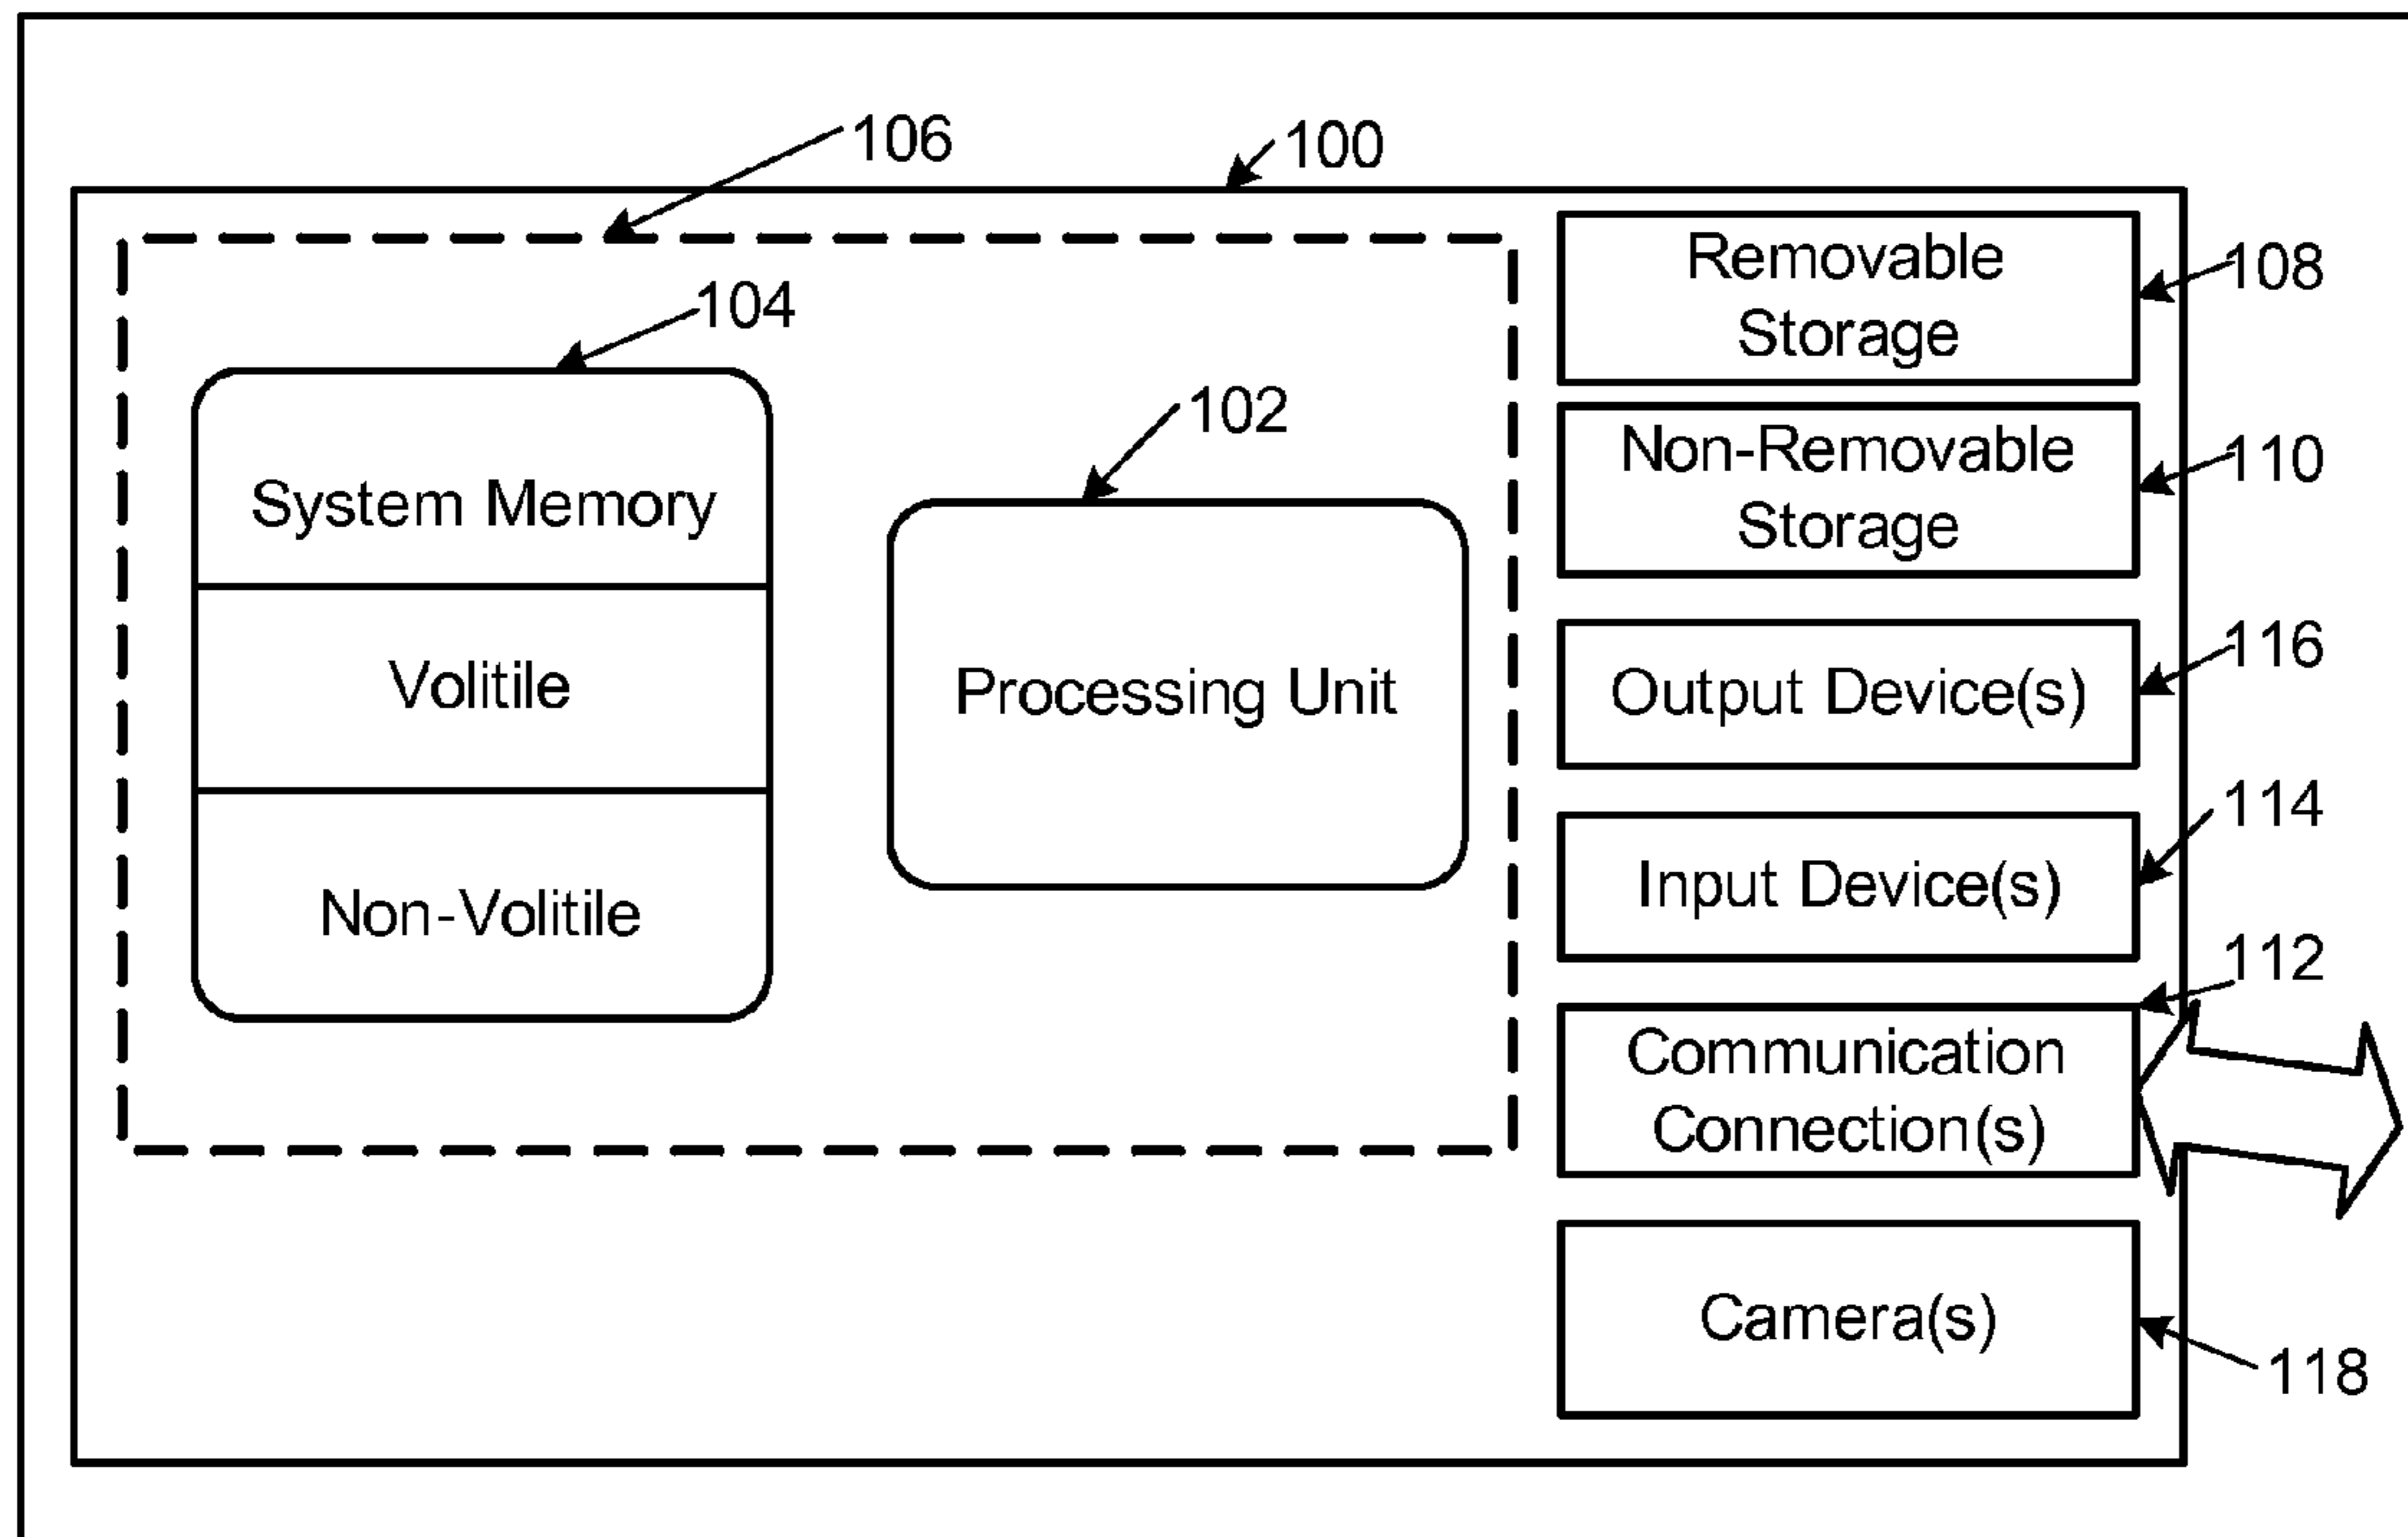 106
100
104
102
System Memory
Volitile
Non-Volitile
Processing Unit
Removable
Storage
108
Non-Removable
Storage
110
Output Device(s)
116
Input Device(s)
114
112
Communication
Connection(s)
Camera(s)
118